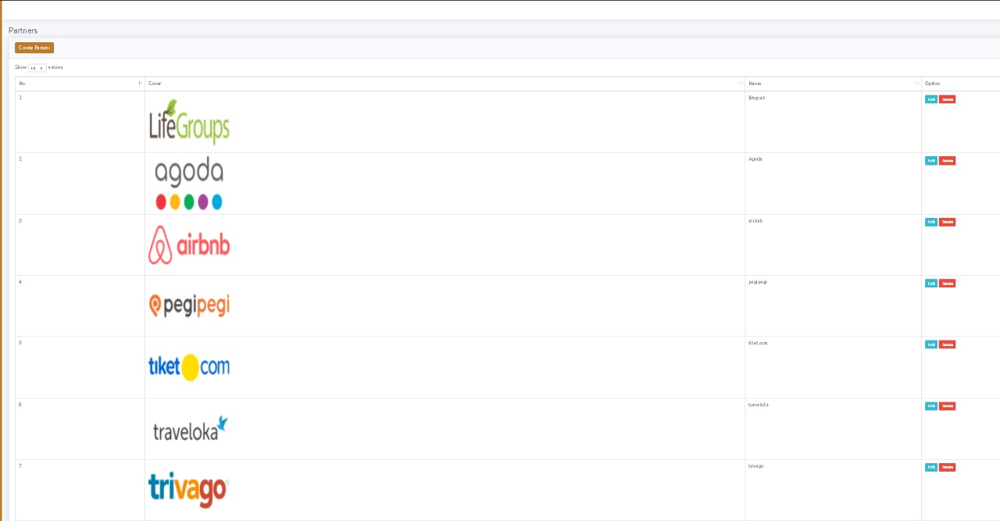 Partners
Create Partner
Show 10 entries
No. Cover Name Option
1 LifeGroups Edit Delete
2 agoda Agoda Edit Delete
3 airbnb airbnb Edit Delete
4 pegipegi pegipegi Edit Delete
5 tiket com tiket.com Edit Delete
6 traveloka traveloka Edit Delete
7 trivago trivago Edit Delete